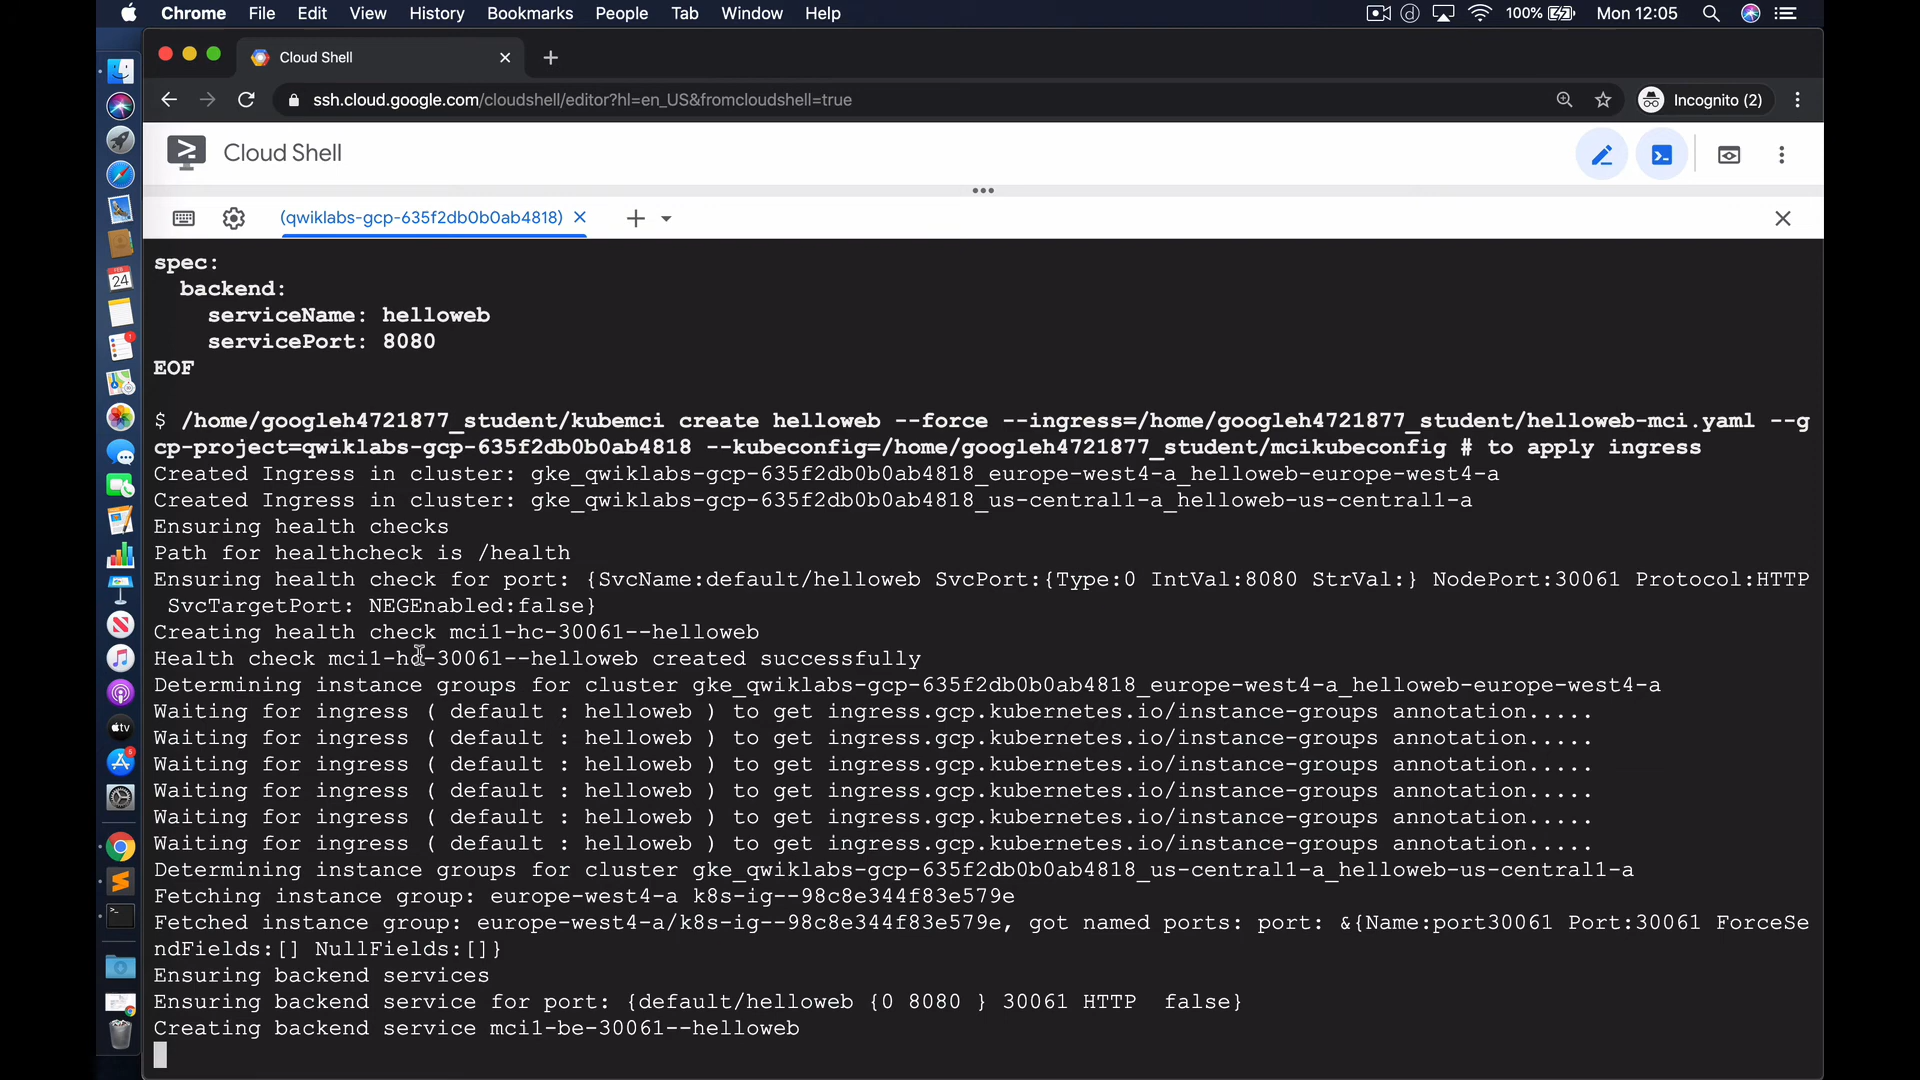 Chrome File Edit View History Bookmarks People Tab Window Help 100% Mon 12:05
Cloud Shell
ssh.cloud.google.com/cloudshell/editor?hl=en_US&fromcloudshell=true Incognito (2)
Cloud Shell
(qwiklabs-gcp-635f2db0b0ab4818)
spec:
backend:
serviceName: helloweb
servicePort: 8080
EOF
$ /home/googleh4721877_student/kubemci create helloweb --force --ingress=/home/googleh4721877_student/helloweb-mci.yaml --g
cp-project=qwiklabs-gcp-635f2db0b0ab4818 --kubeconfig=/home/googleh4721877_student/mcikubeconfig # to apply ingress
Created Ingress in cluster: gke_qwiklabs-gcp-635f2db0b0ab4818_europe-west4-a_helloweb-europe-west4-a
Created Ingress in cluster: gke_qwiklabs-gcp-635f2db0b0ab4818_us-central1-a_helloweb-us-central1-a
Ensuring health checks
Path for healthcheck is /health
Ensuring health check for port: {SvcName:default/helloweb SvcPort:{Type:0 IntVal:8080 StrVal:} NodePort:30061 Protocol:HTTP
SvcTargetPort: NEGEnabled:false}
Creating health check mci1-hc-30061--helloweb
Health check mci1-hc-30061--helloweb created successfully
Determining instance groups for cluster gke_qwiklabs-gcp-635f2db0b0ab4818_europe-west4-a_helloweb-europe-west4-a
Waiting for ingress ( default : helloweb ) to get ingress.gcp.kubernetes.io/instance-groups annotation.....
Waiting for ingress ( default : helloweb ) to get ingress.gcp.kubernetes.io/instance-groups annotation.....
Waiting for ingress ( default : helloweb ) to get ingress.gcp.kubernetes.io/instance-groups annotation.....
Waiting for ingress ( default : helloweb ) to get ingress.gcp.kubernetes.io/instance-groups annotation.....
Waiting for ingress ( default : helloweb ) to get ingress.gcp.kubernetes.io/instance-groups annotation.....
Waiting for ingress ( default : helloweb ) to get ingress.gcp.kubernetes.io/instance-groups annotation.....
Determining instance groups for cluster gke_qwiklabs-gcp-635f2db0b0ab4818_us-central1-a_helloweb-us-central1-a
Fetching instance group: europe-west4-a k8s-ig--98c8e344f83e579e
Fetched instance group: europe-west4-a/k8s-ig--98c8e344f83e579e, got named ports: port: &{Name:port30061 Port:30061 ForceSe
ndFields:[] NullFields:[]}
Ensuring backend services
Ensuring backend service for port: {default/helloweb {0 8080 } 30061 HTTP  false}
Creating backend service mci1-be-30061--helloweb
FEB
24
1
tv
5